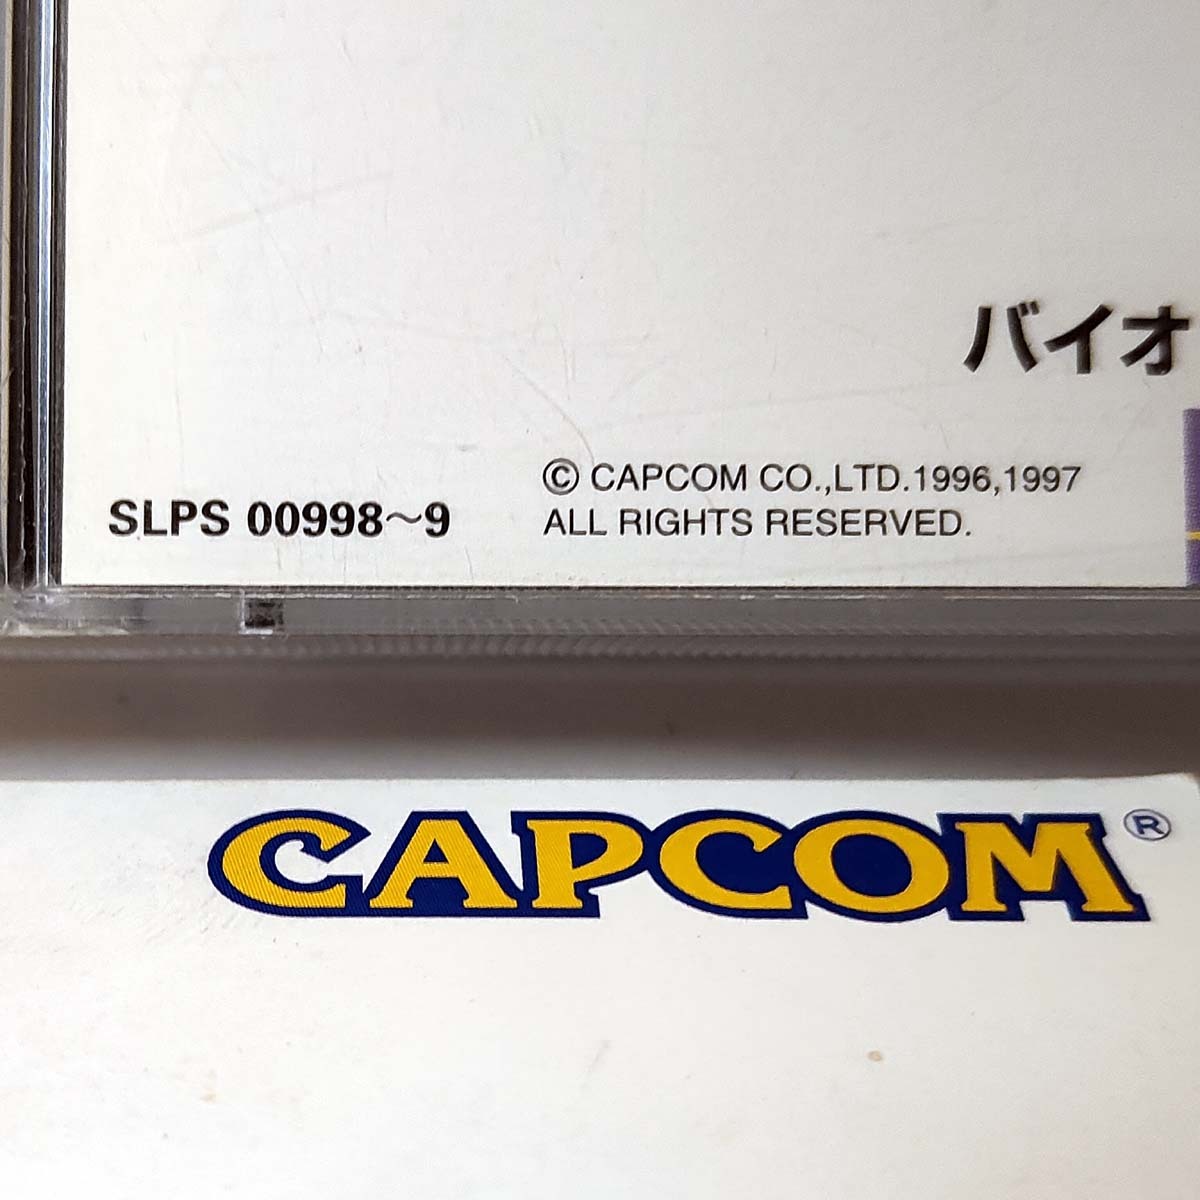 バイオ
© CAPCOM CO.,LTD.1996,1997
SLPS 00998~9
ALL RIGHTS RESERVED.
CAPCOM®